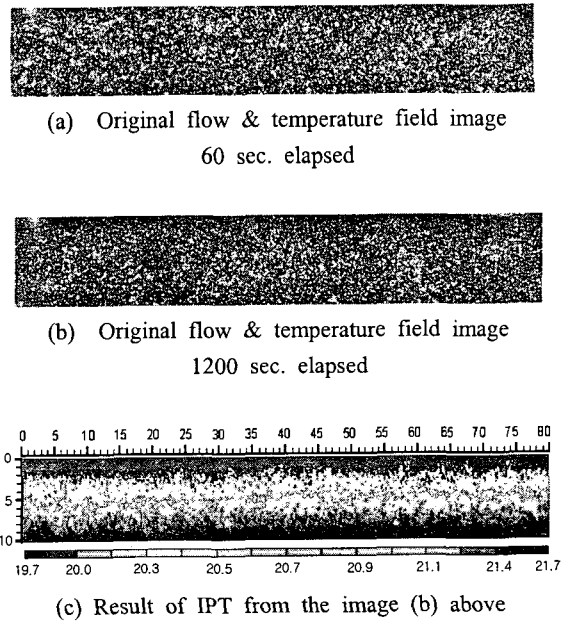 (a) Original flow & temperature field image
60 sec. elapsed
(b) Original flow & temperature field image
1200 sec. elapsed
0 5 10 15 20 25 30 35 40 45 50 55 60 65 70 75 80
0
5
10
19.7 20.0 20.3 20.5 20.7 20.9 21.1 21.4 21.7
(c) Result of IPT from the image (b) above